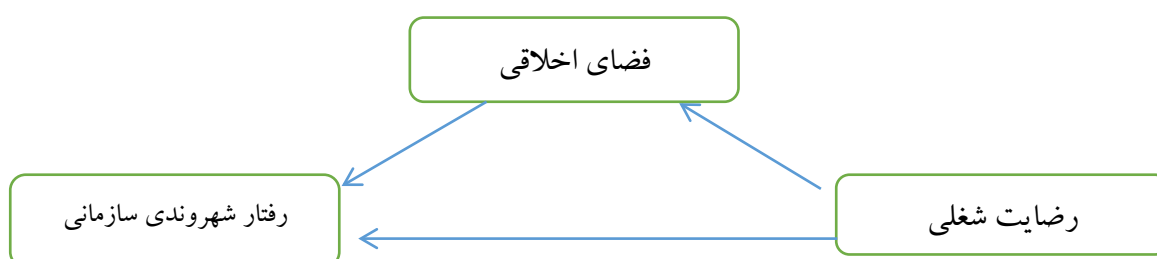 فضای اخلاقی
رضایت شغلی
رفتار شهروندی سازمانی